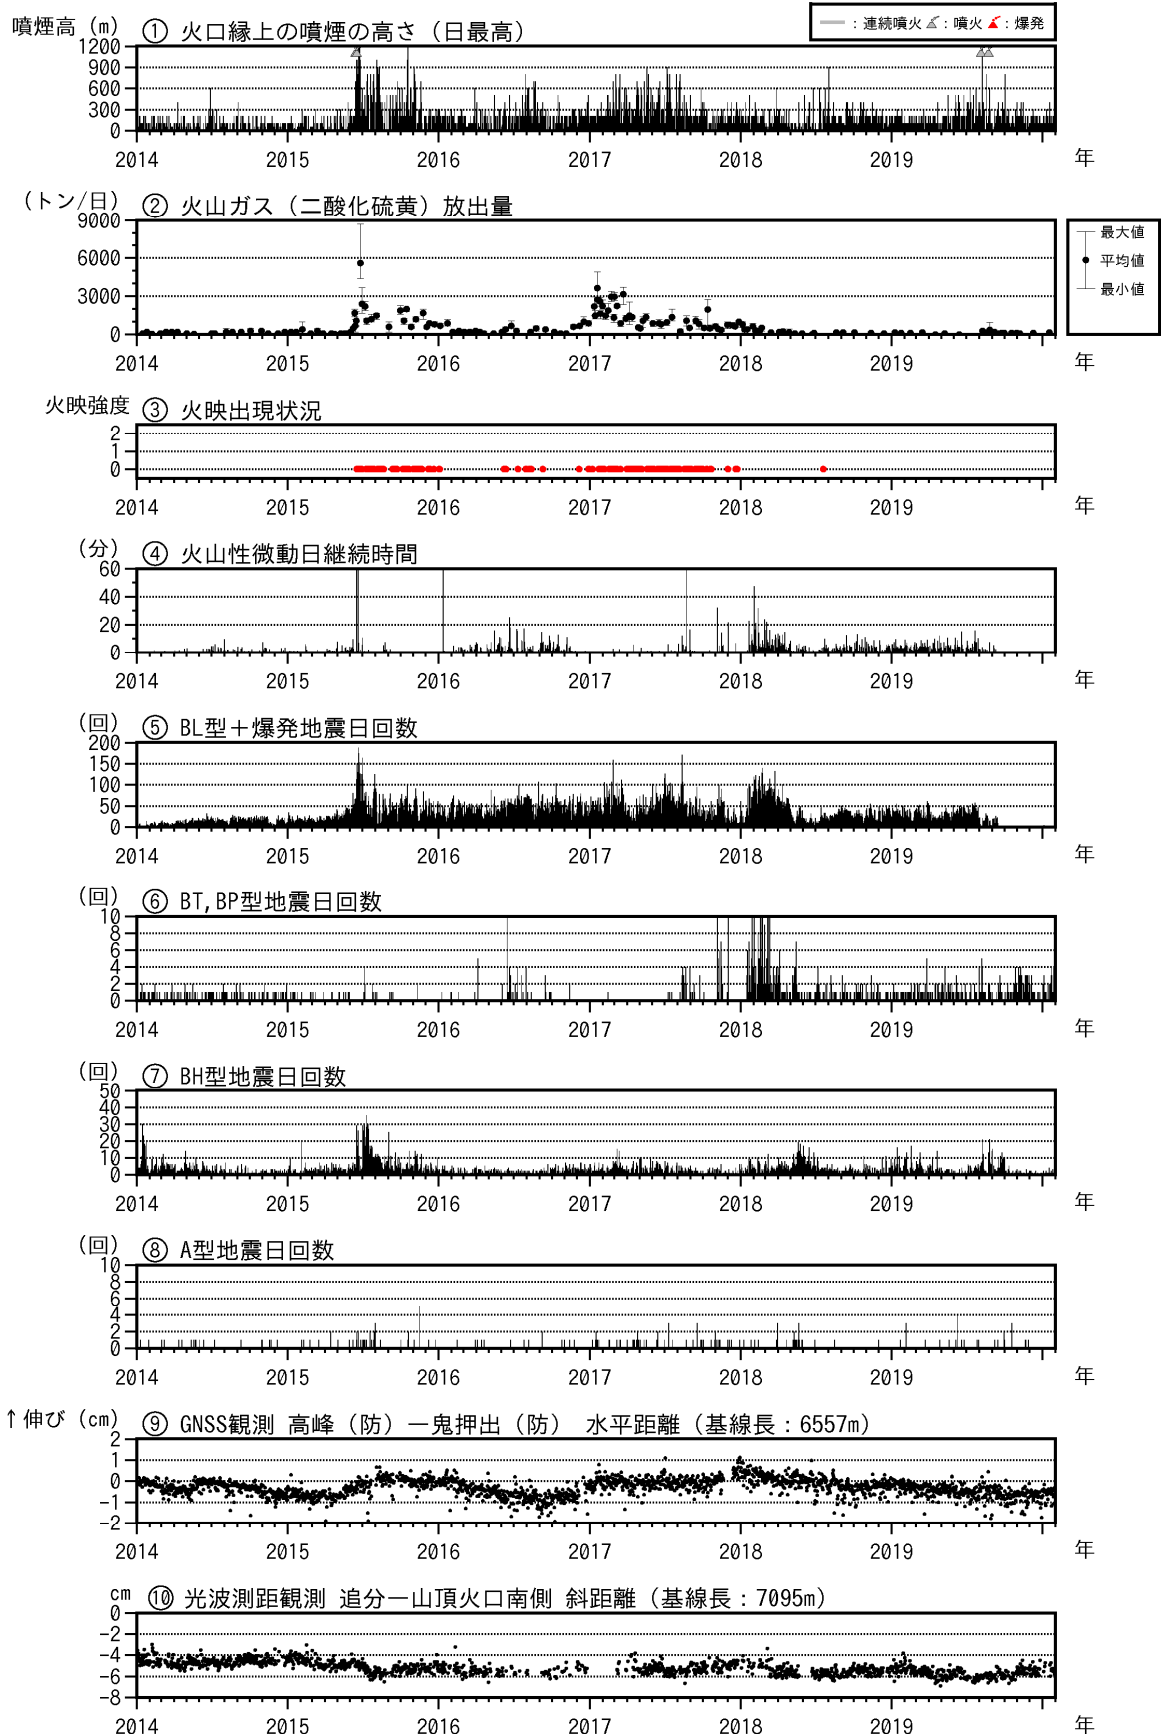 噴煙高 (m) ① 火口縁上の噴煙の高さ（日最高）
― : 連続噴火 : 噴火 : 爆発
1200
900
600
300
0
2014 2015 2016 2017 2018 2019 年
(トン/日) ② 火山ガス（二酸化硫黄）放出量
9000
6000
3000
0
最大値
平均値
最小値
2014 2015 2016 2017 2018 2019 年
火映強度 ③ 火映出現状況
2
1
0
2014 2015 2016 2017 2018 2019 年
(分) ④ 火山性微動日継続時間
60
40
20
0
2014 2015 2016 2017 2018 2019 年
(回) ⑤ BL型＋爆発地震日回数
200
150
100
50
0
2014 2015 2016 2017 2018 2019 年
(回) ⑥ BT,BP型地震日回数
10
8
6
4
2
0
2014 2015 2016 2017 2018 2019 年
(回) ⑦ BH型地震日回数
50
40
30
20
10
0
2014 2015 2016 2017 2018 2019 年
(回) ⑧ A型地震日回数
10
8
6
4
2
0
2014 2015 2016 2017 2018 2019 年
↑伸び (cm) ⑨ GNSS観測 高峰（防）―鬼押出（防） 水平距離（基線長：6557m）
2
1
0
-1
-2
2014 2015 2016 2017 2018 2019 年
cm ⑩ 光波測距観測 追分―山頂火口南側 斜距離（基線長：7095m）
0
-2
-4
-6
-8
2014 2015 2016 2017 2018 2019 年